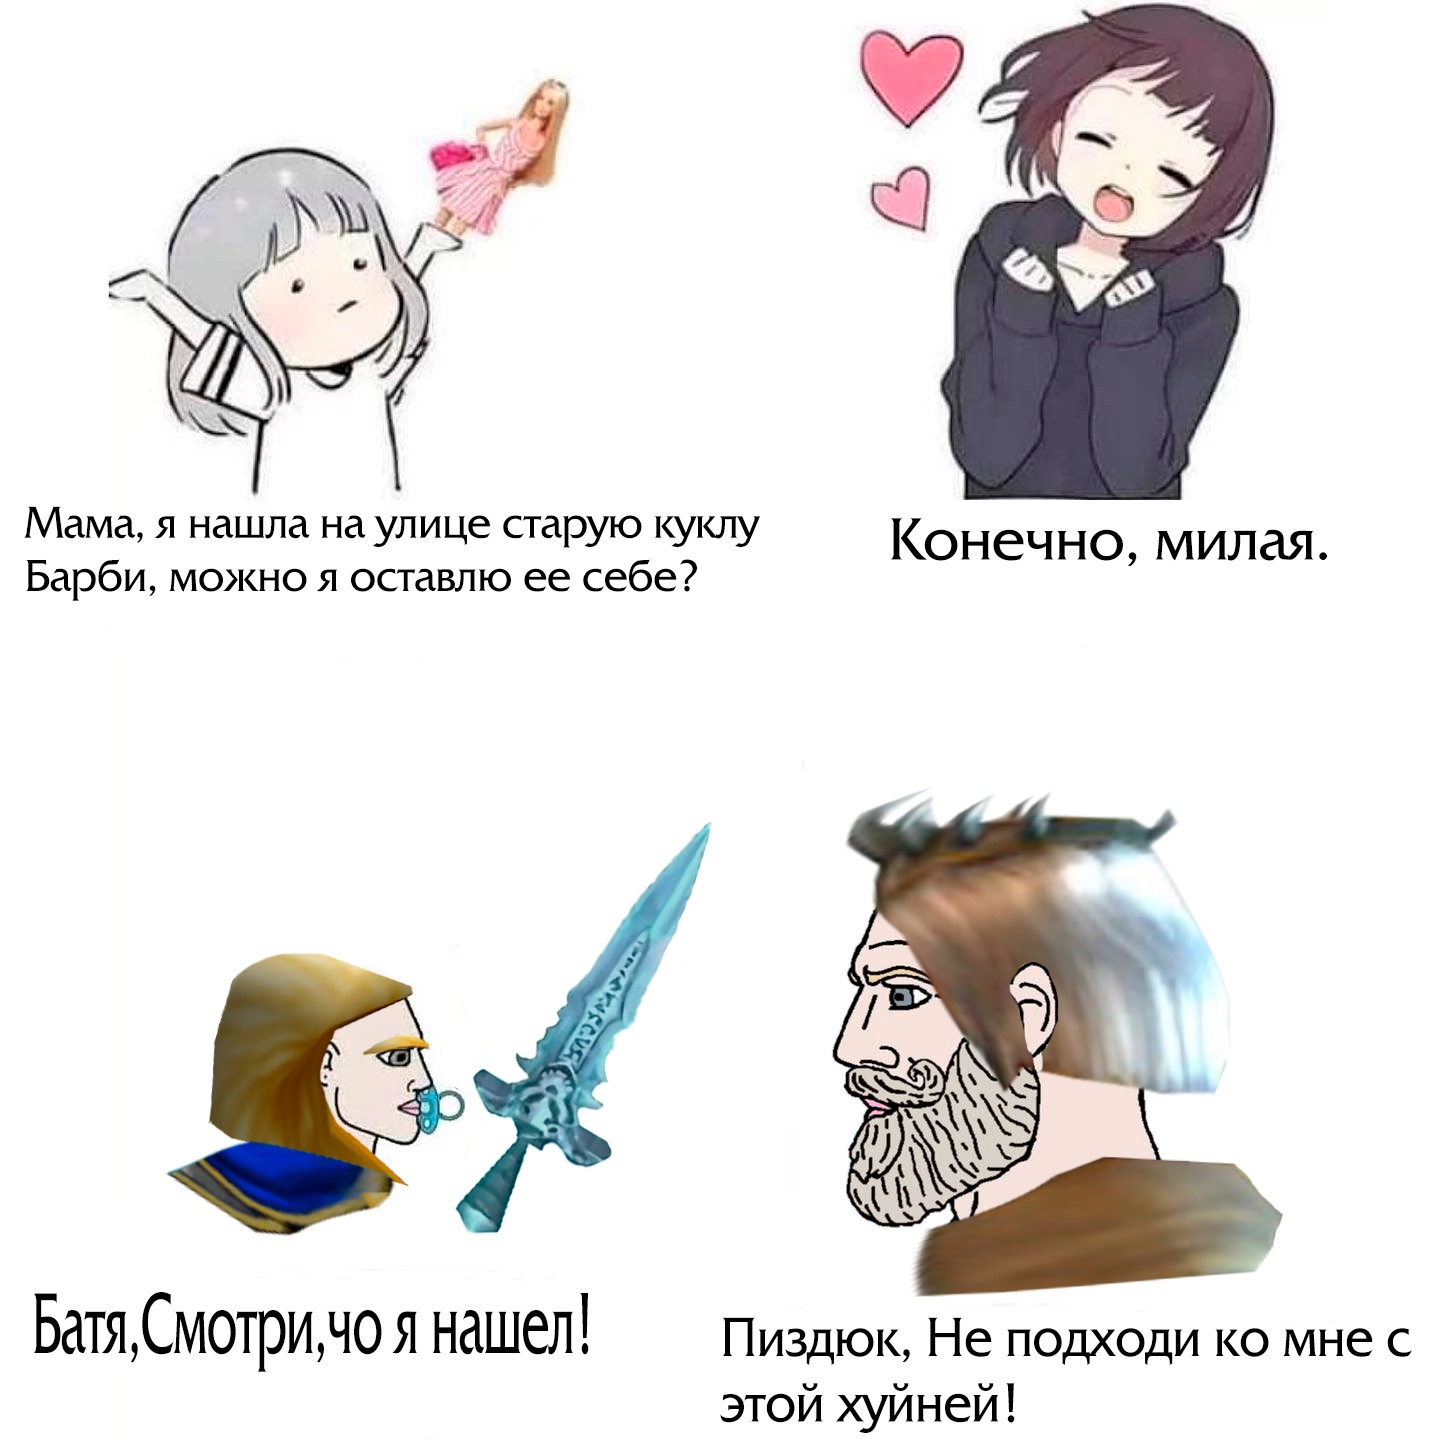 Мама, я нашла на улице старую куклу
Барби, можно я оставлю ее себе?
Конечно, милая.
Батя,Смотри,чо я нашел!
Пиздюк, Не подходи ко мне с
этой хуйней!